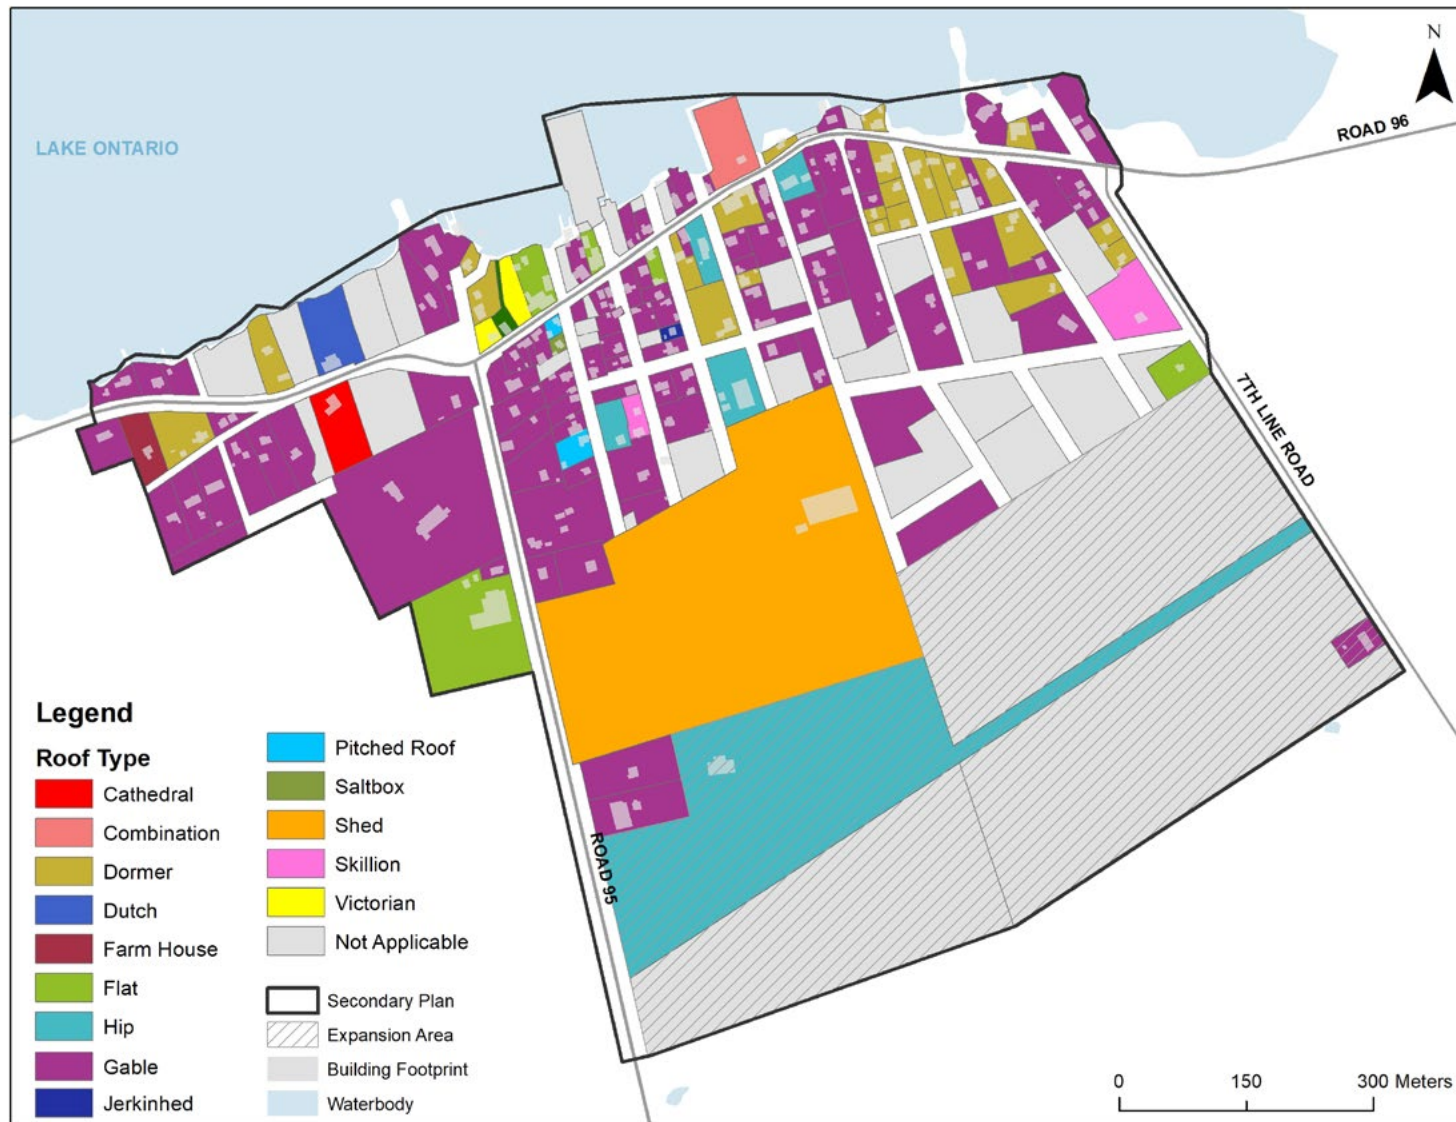 N
ROAD 96
LAKE ONTARIO
7TH LINE ROAD
ROAD 95
Legend
Roof Type
Cathedral
Combination
Dormer
Dutch
Farm House
Flat
Hip
Gable
Jerkinhed
Pitched Roof
Saltbox
Shed
Skillion
Victorian
Not Applicable
Secondary Plan
Expansion Area
Building Footprint
Waterbody
0 150 300 Meters